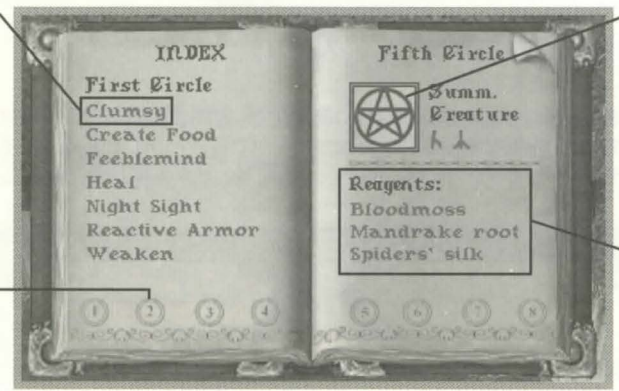 INDEX
First Circle
Clumsy
Create Food
Feeblemind
Heal
Night Sight
Reactive Armor
Weaken
1 2 3 4
Fifth Circle
Summ.
Creature
ᚣ ᛣ
Reagents:
Bloodmoss
Mandrake root
Spiders' silk
5 6 7 8